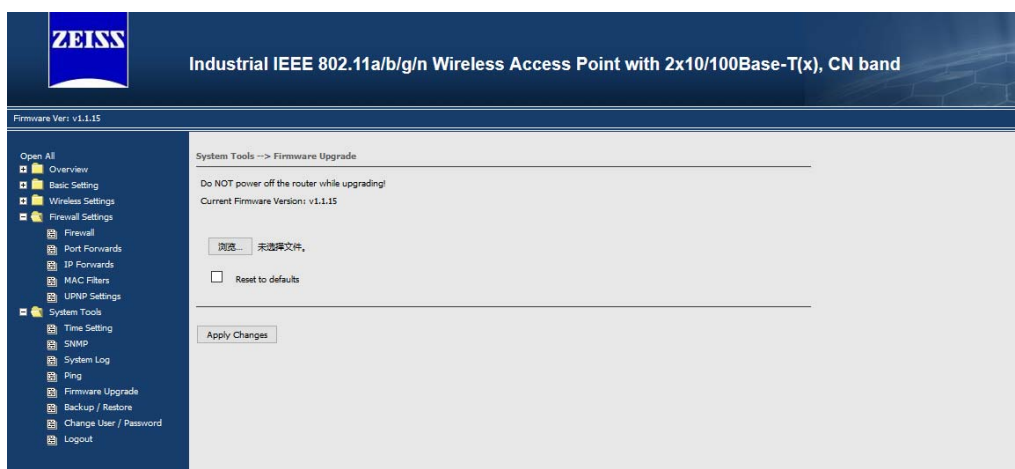 ZEISS
Industrial IEEE 802.11a/b/g/n Wireless Access Point with 2x10/100Base-T(x), CN band
Firmware Ver: v1.1.15
Open All
Overview
Basic Setting
Wireless Settings
Firewall Settings
Firewall
Port Forwards
IP Forwards
MAC Filters
UPNP Settings
System Tools
Time Setting
SNMP
System Log
Ping
Firmware Upgrade
Backup / Restore
Change User / Password
Logout
System Tools --> Firmware Upgrade
Do NOT power off the router while upgrading!
Current Firmware Version: v1.1.15
浏览... 未选择文件。
Reset to defaults
Apply Changes